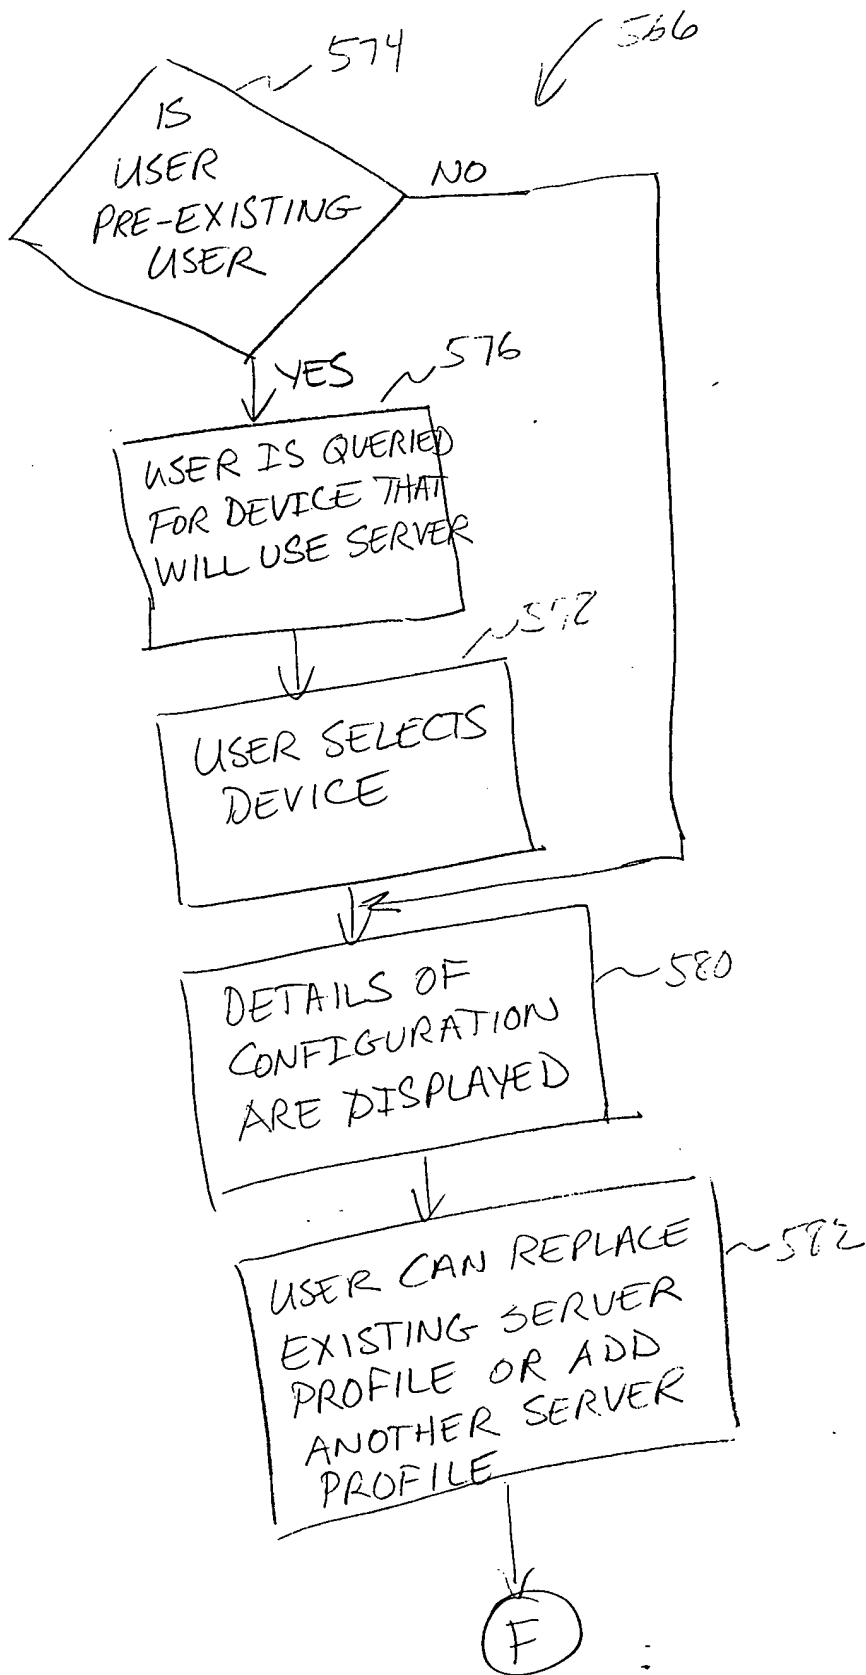 574
566
IS
USER
PRE-EXISTING
USER
NO
YES
576
USER IS QUERIED
FOR DEVICE THAT
WILL USE SERVER
USER SELECTS
DEVICE
DETAILS OF
CONFIGURATION
ARE DISPLAYED
580
USER CAN REPLACE
EXISTING SERVER
PROFILE OR ADD
ANOTHER SERVER
PROFILE
F